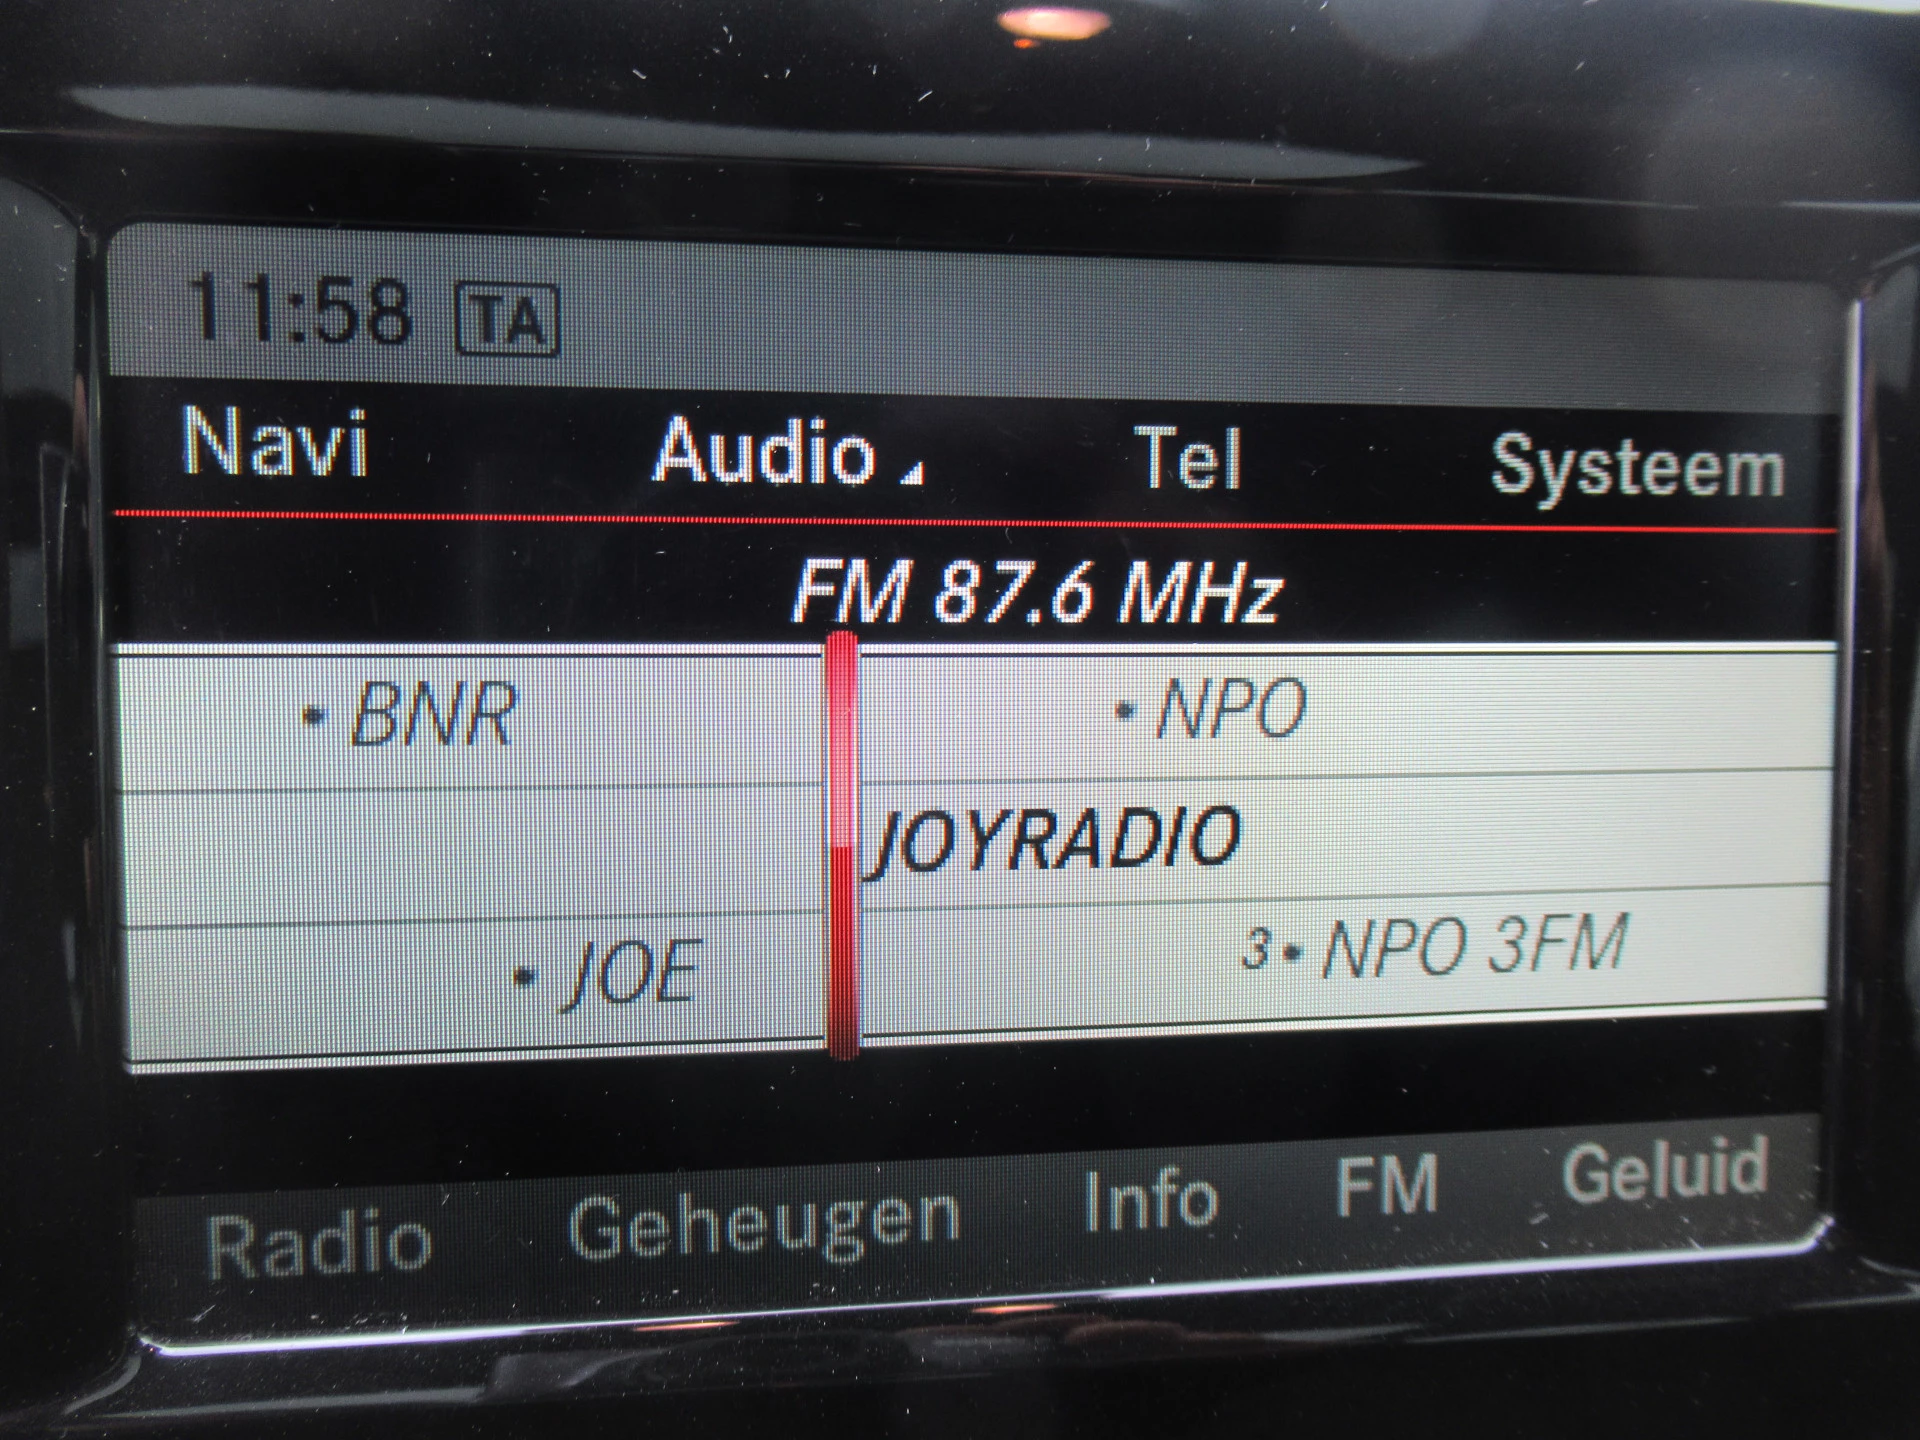 11:58 TA
Navi Audio Tel Systeem
FM 87.6 MHz
• BNR • NPO
JOYRADIO
• JOE 3• NPO 3FM
Radio Geheugen Info FM Geluid